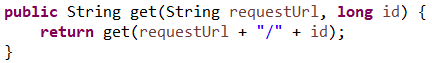 public String get(String requestUrl, long id) {
    return get(requestUrl + "/" + id);
}